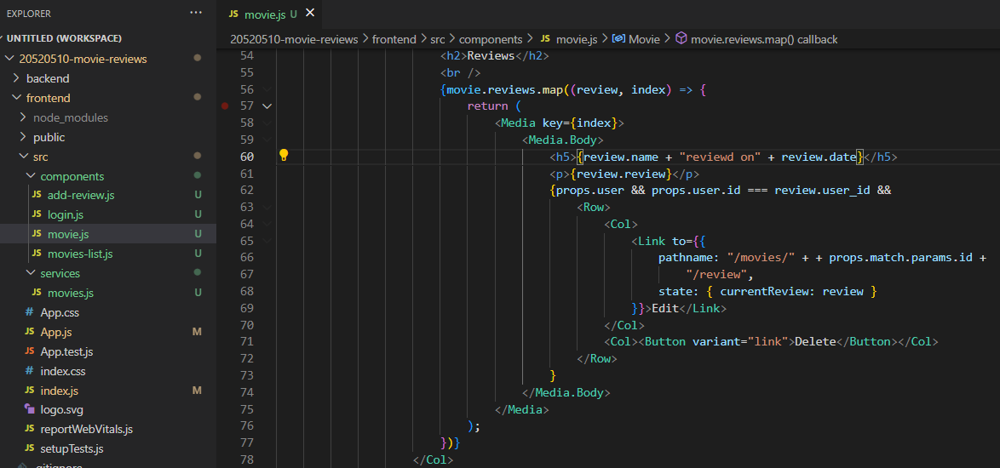 EXPLORER
···
UNTITLED (WORKSPACE)
20520510-movie-reviews
backend
frontend
node_modules
public
src
components
JS add-review.js U
JS login.js U
JS movie.js U
JS movies-list.js U
services
JS movies.js U
# App.css
JS App.js M
JS App.test.js
# index.css
JS index.js M
logo.svg
JS reportWebVitals.js
JS setupTests.js
.gitignore
JS movie.js U ×
20520510-movie-reviews > frontend > src > components > JS movie.js > Movie > movie.reviews.map() callback
54 <h2>Reviews</h2>
55 <br />
56 {movie.reviews.map((review, index) => {
57 return (
58 <Media key={index}>
59 <Media.Body>
60 <h5>{review.name + "reviewd on" + review.date}</h5>
61 <p>{review.review}</p>
62 {props.user && props.user.id === review.user_id &&
63 <Row>
64 <Col>
65 <Link to={{
66 pathname: "/movies/" + + props.match.params.id +
67 "/review",
68 state: { currentReview: review }
69 }}>Edit</Link>
70 </Col>
71 <Col><Button variant="link">Delete</Button></Col>
72 </Row>
73 }
74 </Media.Body>
75 </Media>
76 );
77 })}
78 </Col>